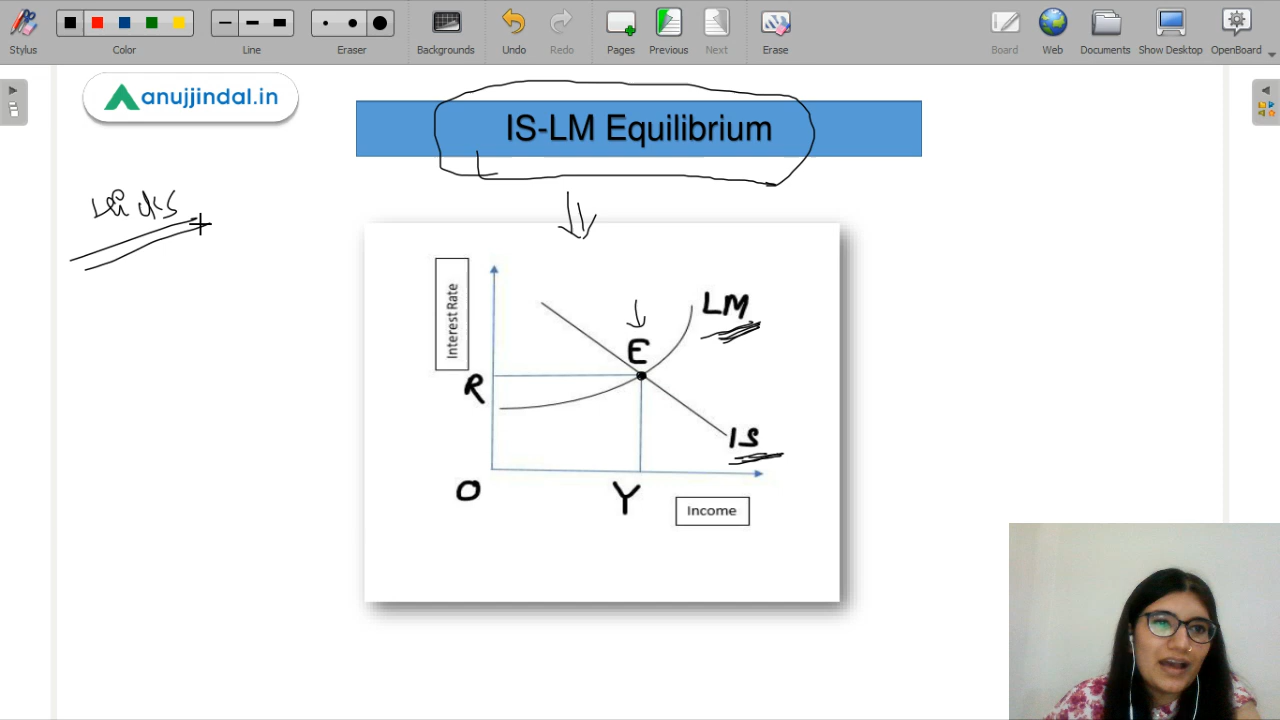 Stylus
Color
Line
Eraser
Backgrounds
Undo
Redo
Pages
Previous
Next
Erase
Board
Web
Documents
Show Desktop
OpenBoard
anujjindal.in
IS-LM Equilibrium
Interest Rate
LM
E
R
IS
O
Y
Income